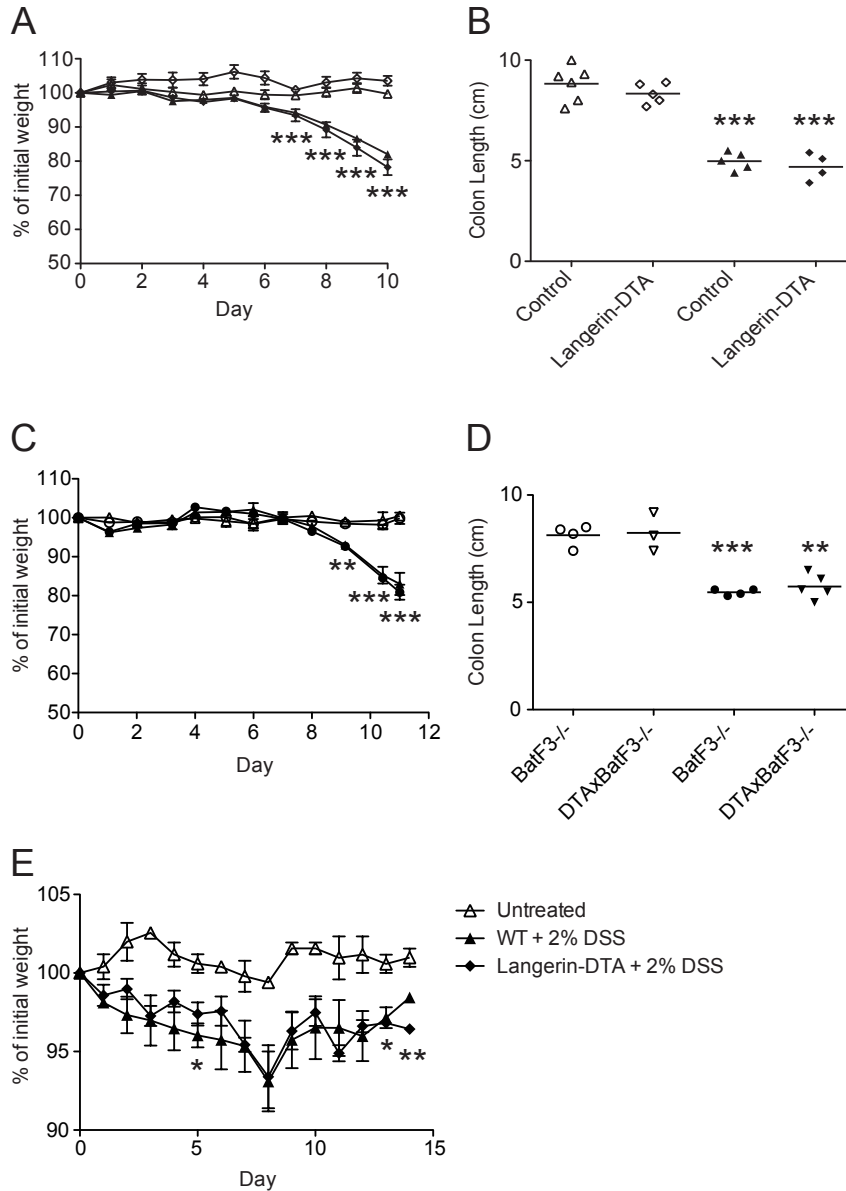 A
110
100
90
80
70
60
50
% of initial weight
***
***
***
***
0 2 4 6 8 10
Day
B
10
5
0
Colon Length (cm)
*** ***
Control
Langerin-DTA
Control
Langerin-DTA
C
110
100
90
80
70
60
50
% of initial weight
**
***
***
0 2 4 6 8 10 12
Day
D
10
5
0
Colon Length (cm)
*** **
BatF3-/-
DTAxBatF3-/-
BatF3-/-
DTAxBatF3-/-
E
105
100
95
90
% of initial weight
*
*
**
0 5 10 15
Day
Untreated
WT + 2% DSS
Langerin-DTA + 2% DSS